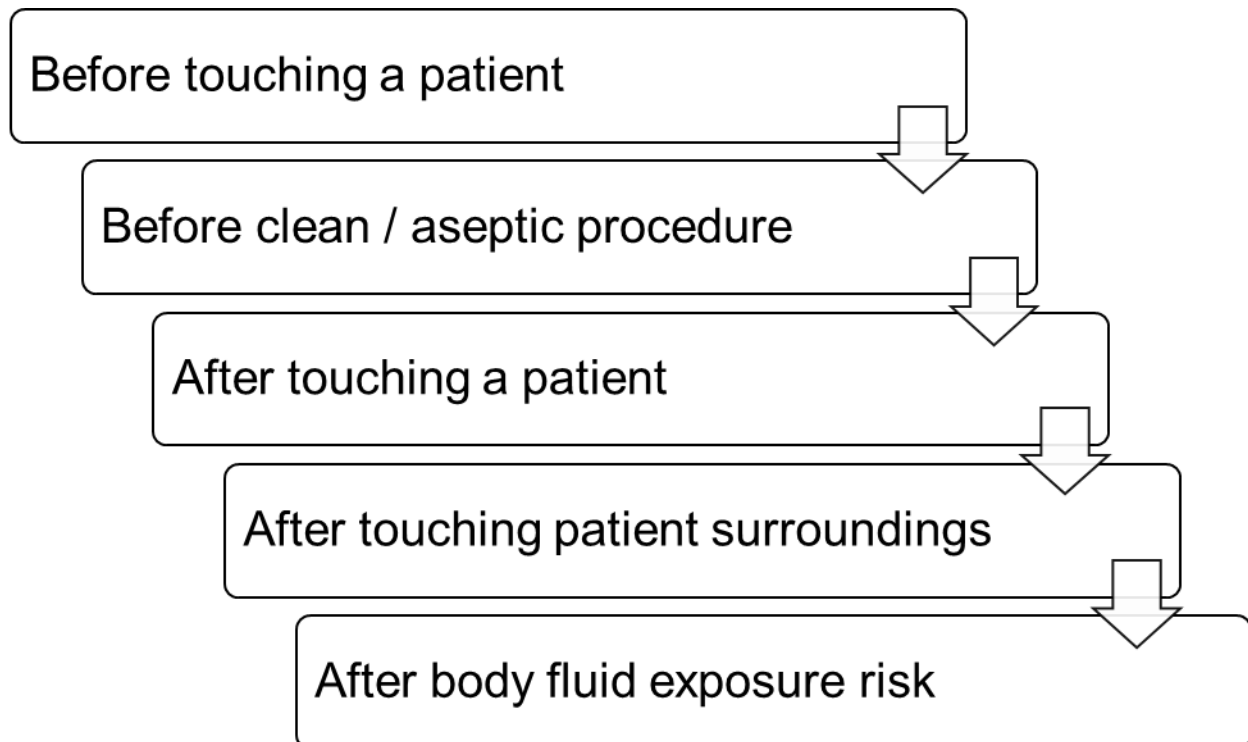 Before touching a patient
Before clean / aseptic procedure
After touching a patient
After touching patient surroundings
After body fluid exposure risk